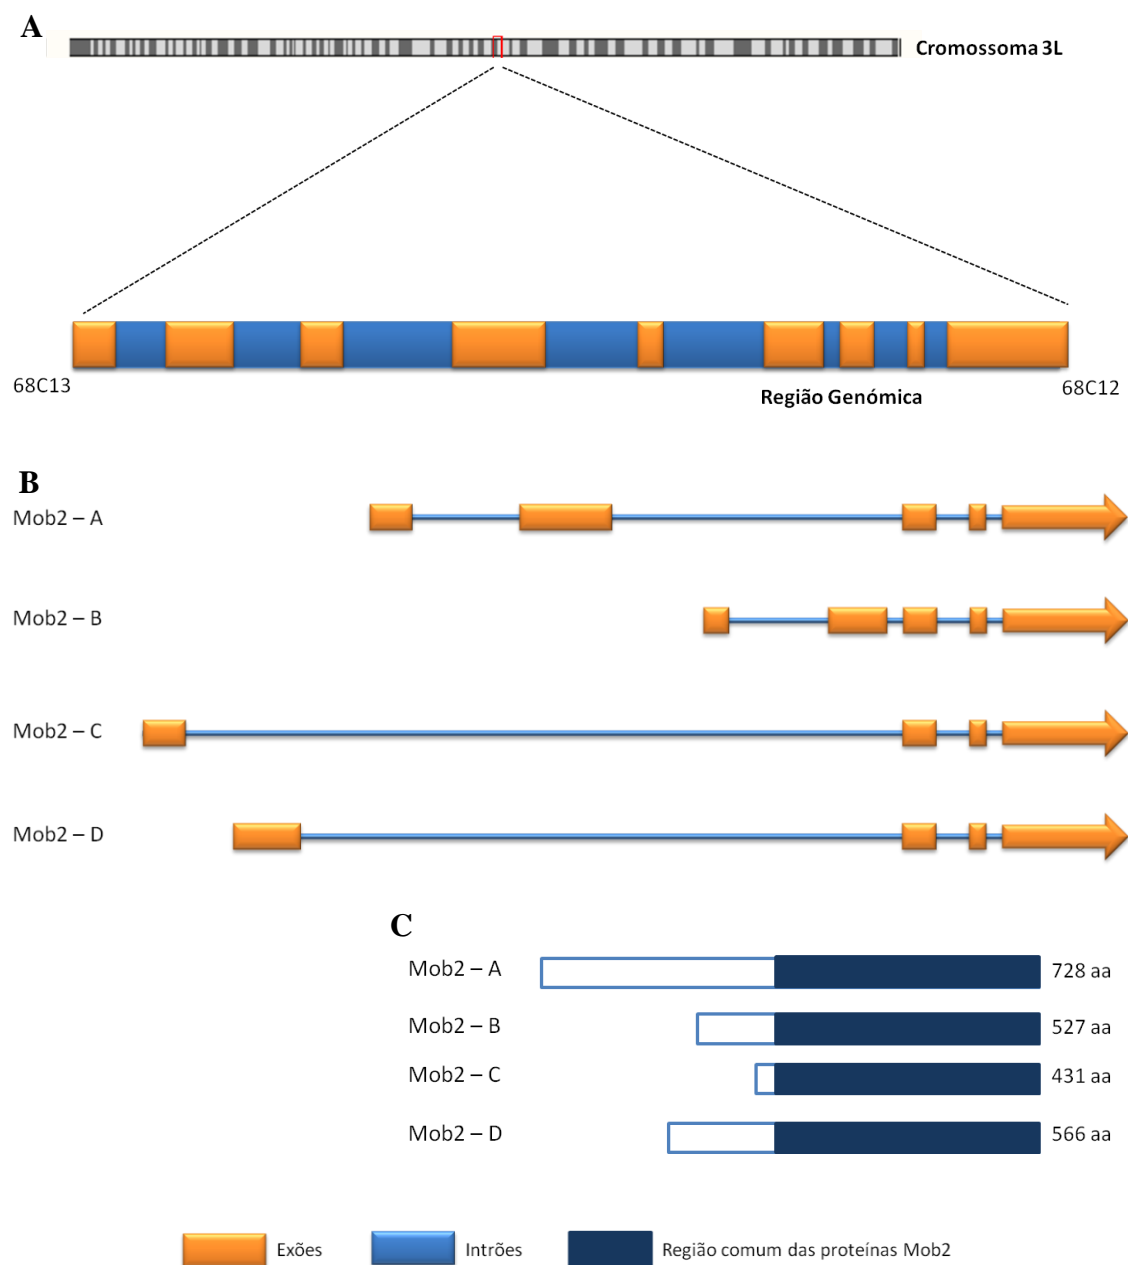 A
Cromossoma 3L
68C13
68C12
Região Genómica
B
Mob2 – A
Mob2 – B
Mob2 – C
Mob2 – D
C
Mob2 – A
728 aa
Mob2 – B
527 aa
Mob2 – C
431 aa
Mob2 – D
566 aa
Exões
Intrões
Região comum das proteínas Mob2